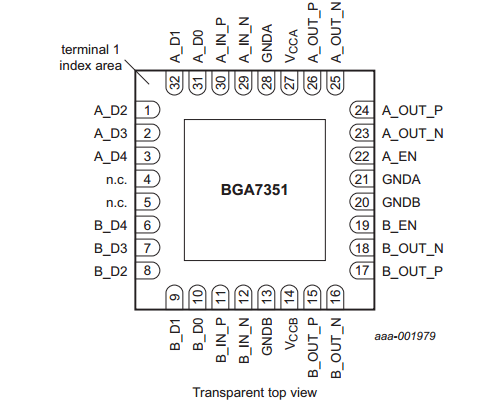 A_D1
A_D0
A_IN_P
A_IN_N
GNDA
VCCA
A_OUT_P
A_OUT_N
terminal 1
index area
32 31 30 29 28 27 26 25
A_D2 1 24 A_OUT_P
A_D3 2 23 A_OUT_N
A_D4 3 22 A_EN
n.c. 4 21 GNDA
n.c. 5 20 GNDB
BGA7351
B_D4 6 19 B_EN
B_D3 7 18 B_OUT_N
B_D2 8 17 B_OUT_P
9 10 11 12 13 14 15 16
B_D1
B_D0
B_IN_P
B_IN_N
GNDB
VCCB
B_OUT_P
B_OUT_N
aaa-001979
Transparent top view